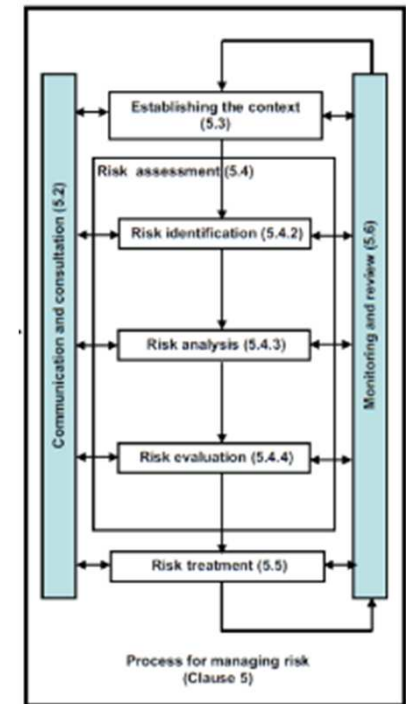 Establishing the context
(5.3)
Risk assessment (5.4)
Communication and consultation (5.2)
Monitoring and review (5.6)
Risk identification (5.4.2)
Risk analysis (5.4.3)
Risk evaluation (5.4.4)
Risk treatment (5.5)
Process for managing risk
(Clause 5)